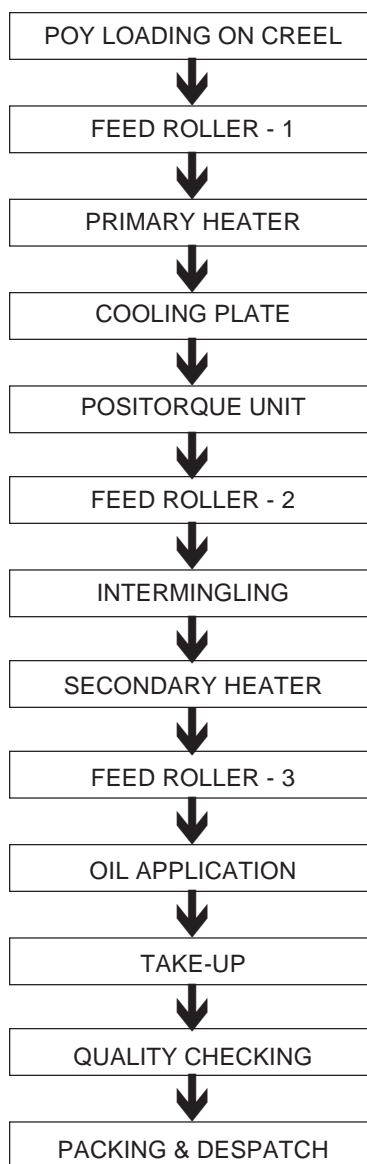 POY LOADING ON CREEL
FEED ROLLER - 1
PRIMARY HEATER
COOLING PLATE
POSITORQUE UNIT
FEED ROLLER - 2
INTERMINGLING
SECONDARY HEATER
FEED ROLLER - 3
OIL APPLICATION
TAKE-UP
QUALITY CHECKING
PACKING & DESPATCH